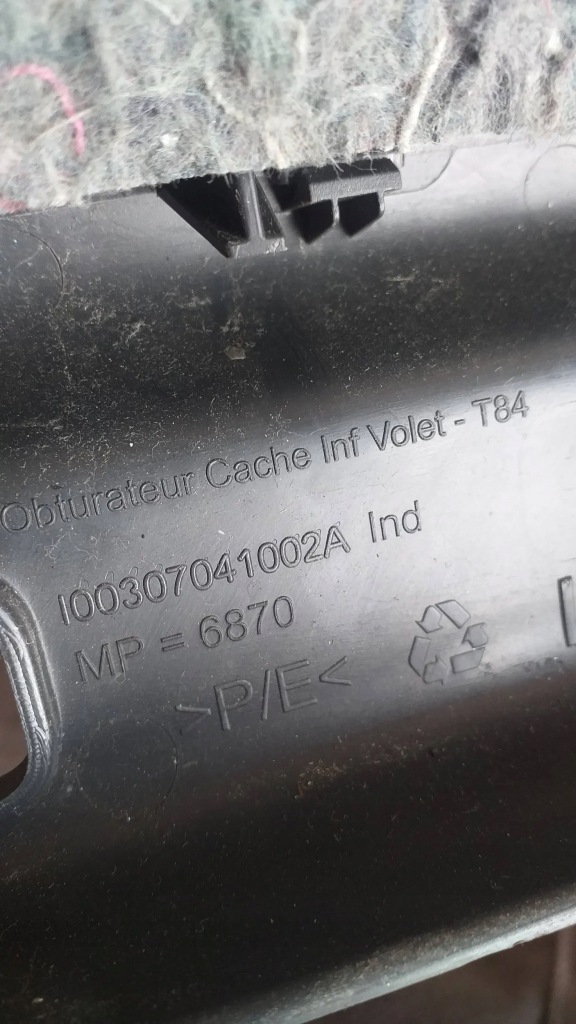 Obturateur Cache Inf Volet - T84
I00307041002A Ind
MP = 6870
>P/E<